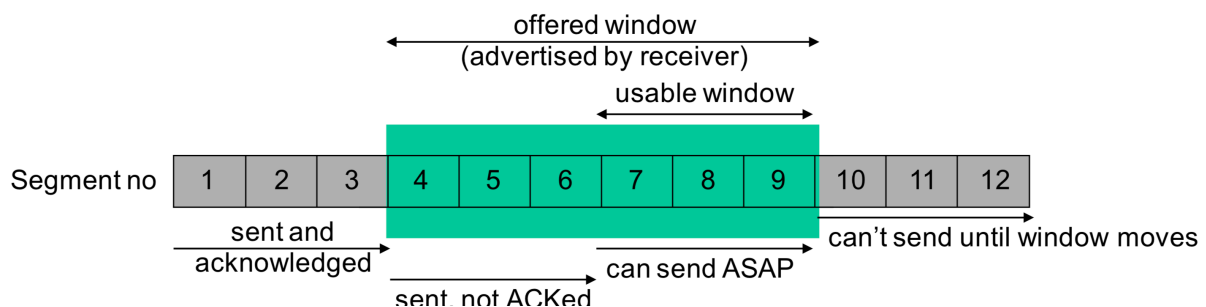 offered window
(advertised by receiver)
usable window
Segment no 1 2 3 4 5 6 7 8 9 10 11 12
sent and
acknowledged
can't send until window moves
can send ASAP
sent, not ACKed